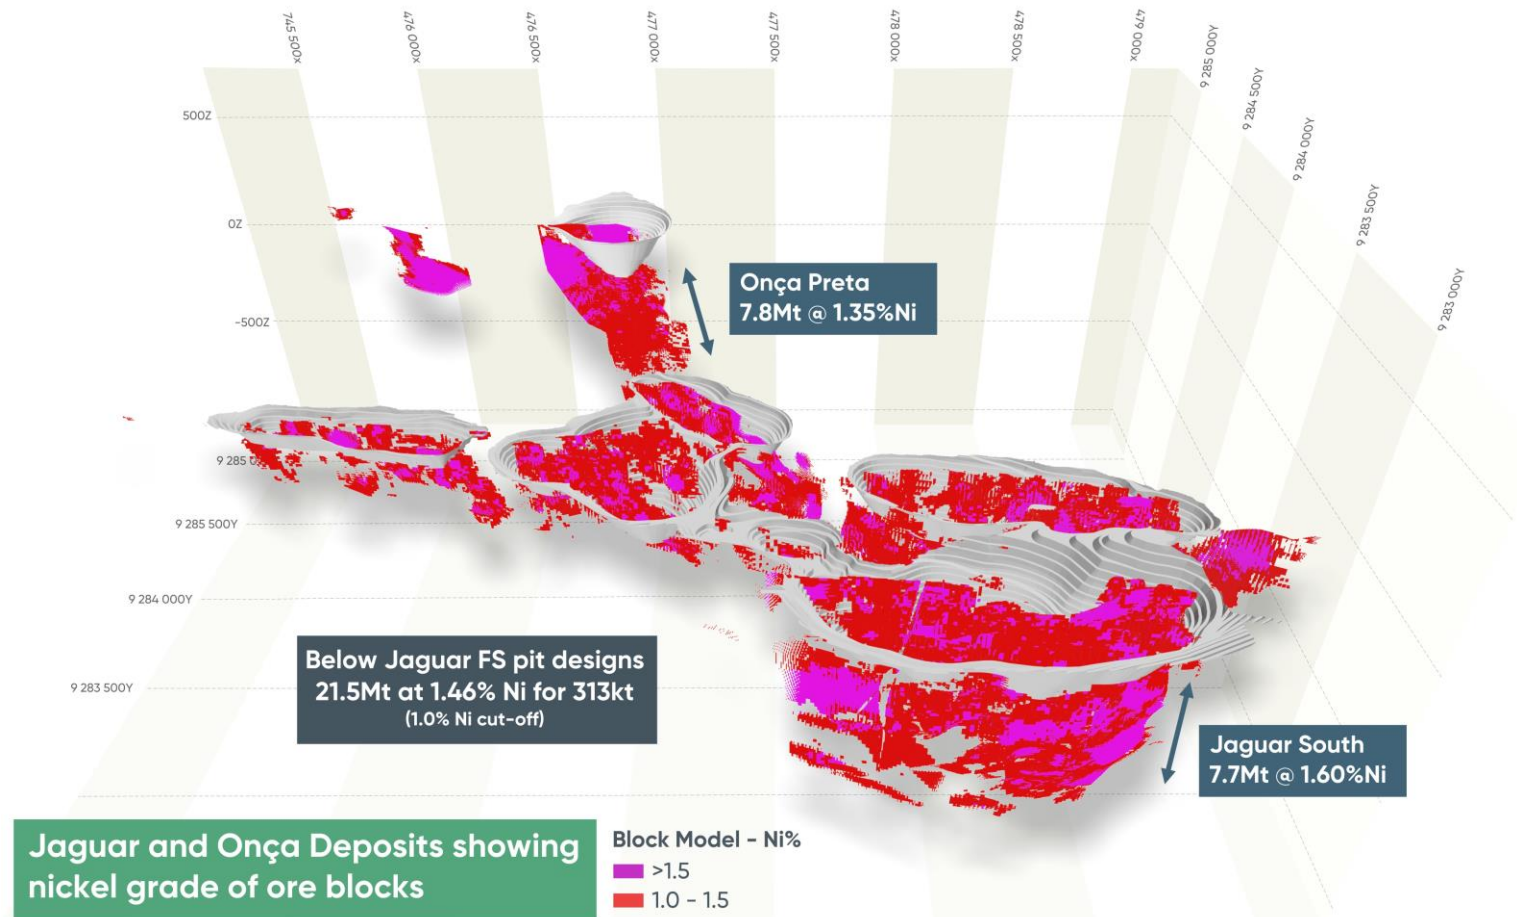 745 500x
476 000x
476 500x
477 000x
477 500x
478 000x
478 500x
479 000x
9 285 000Y
9 284 500Y
9 284 000Y
9 283 500Y
9 283 000Y
500Z
0Z
-500Z
Onça Preta
7.8Mt @ 1.35%Ni
9 285 0
9 285 500Y
9 284 000Y
9 283 500Y
Below Jaguar FS pit designs
21.5Mt at 1.46% Ni for 313kt
(1.0% Ni cut-off)
Jaguar South
7.7Mt @ 1.60%Ni
Jaguar and Onça Deposits showing
nickel grade of ore blocks
Block Model - Ni%
>1.5
1.0 - 1.5